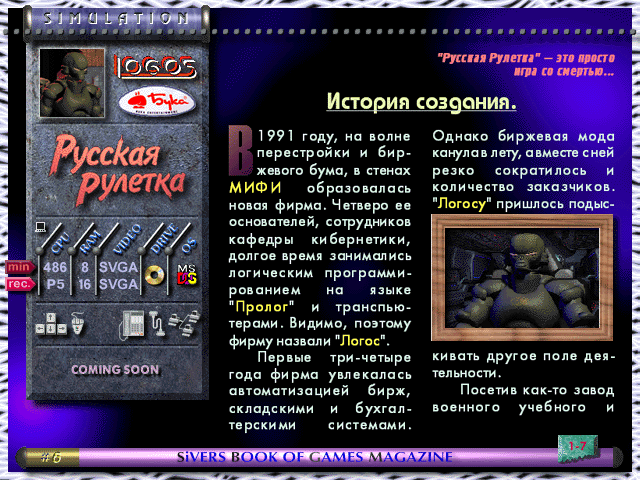 SIMULATION
LOGOS
Бука
Русская
рулетка
CPU RAM VIDEO DRIVE OS
min 486 8 SVGA MS
rec. P5 16 SVGA DOS
COMING SOON
"Русская Рулетка" – это просто
игра со смертью...
История создания.
В 1991 году, на волне
перестройки и бир-
жевого бума, в стенах
МИФИ образовалась
новая фирма. Четверо ее
основателей, сотрудников
кафедры кибернетики,
долгое время занимались
логическим программи-
рованием на языке
"Пролог" и транспью-
терами. Видимо, поэтому
фирму назвали "Логос".
Первые три-четыре
года фирма увлекалась
автоматизацией бирж,
складскими и бухгал-
терскими системами.
Однако биржевая мода
канула в лету, а вместе с ней
резко сократилось и
количество заказчиков.
"Логосу" пришлось подыс-
кивать другое поле дея-
тельности.
Посетив как-то завод
военного учебного и
#6
SiVERS BOOK OF GAMES MAGAZINE
1-7